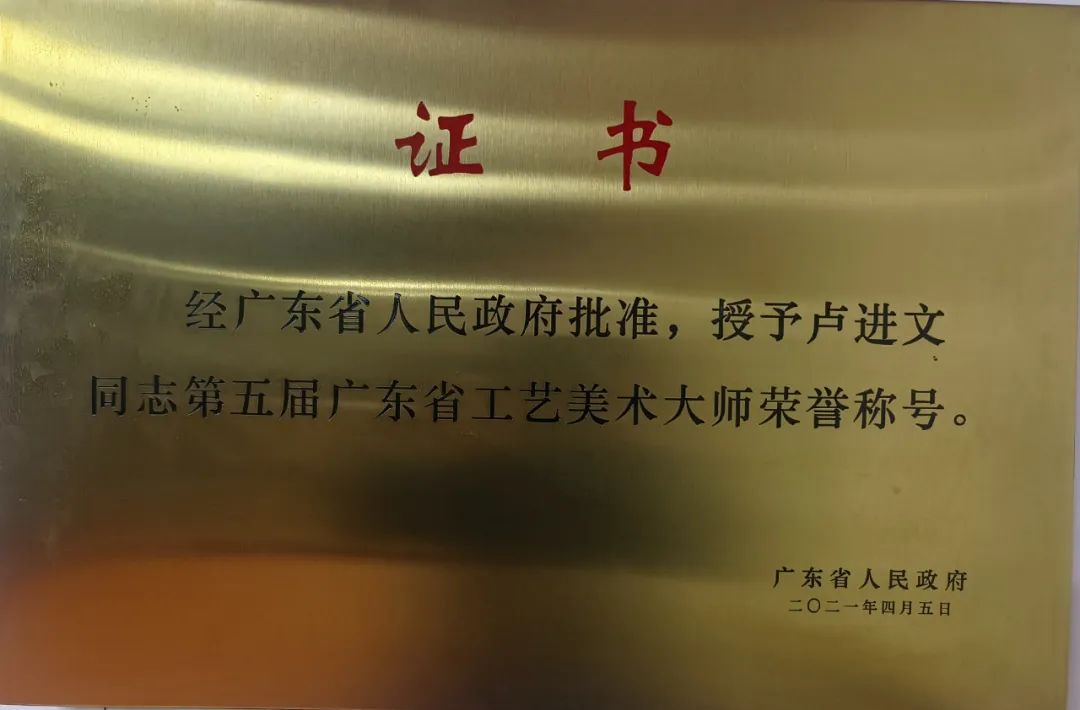 证 书
经广东省人民政府批准，授予卢进文
同志第五届广东省工艺美术大师荣誉称号。
广东省人民政府
二〇二一年四月五日